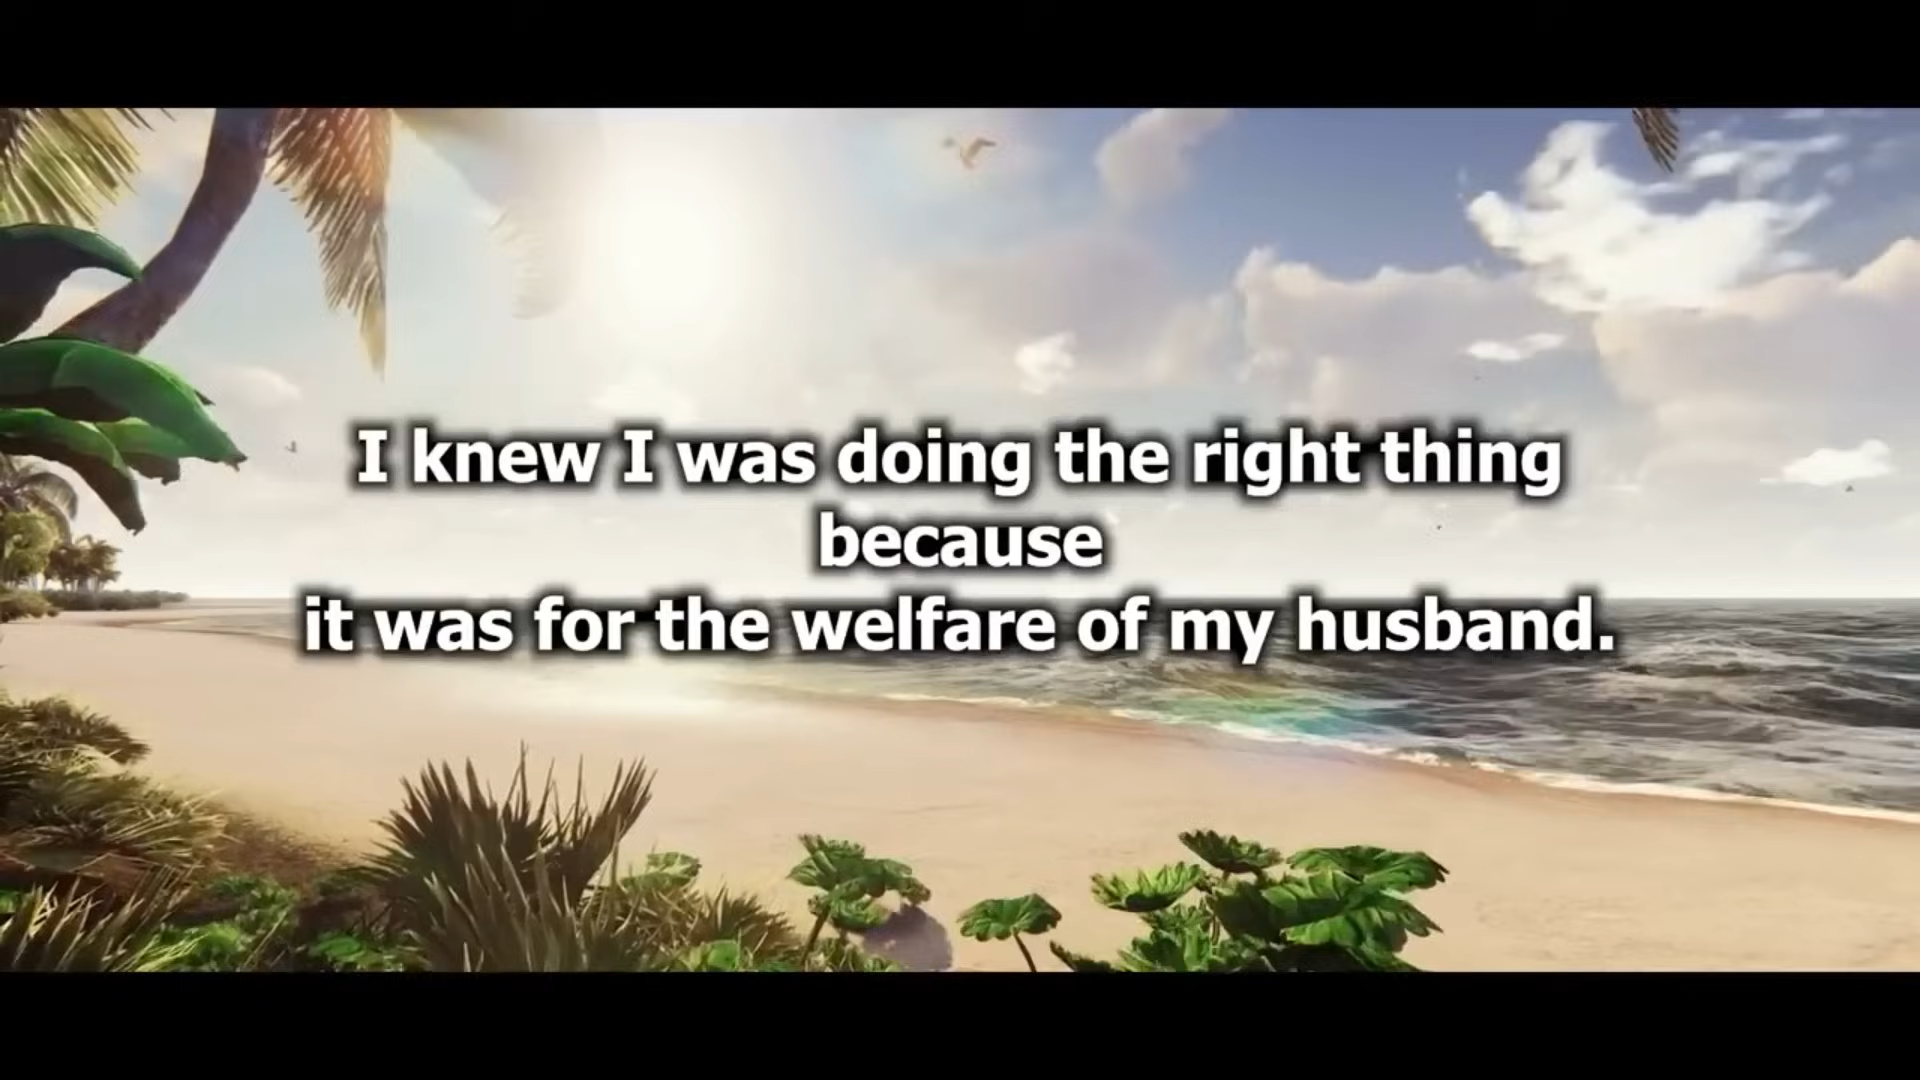 I knew I was doing the right thing
because
it was for the welfare of my husband.